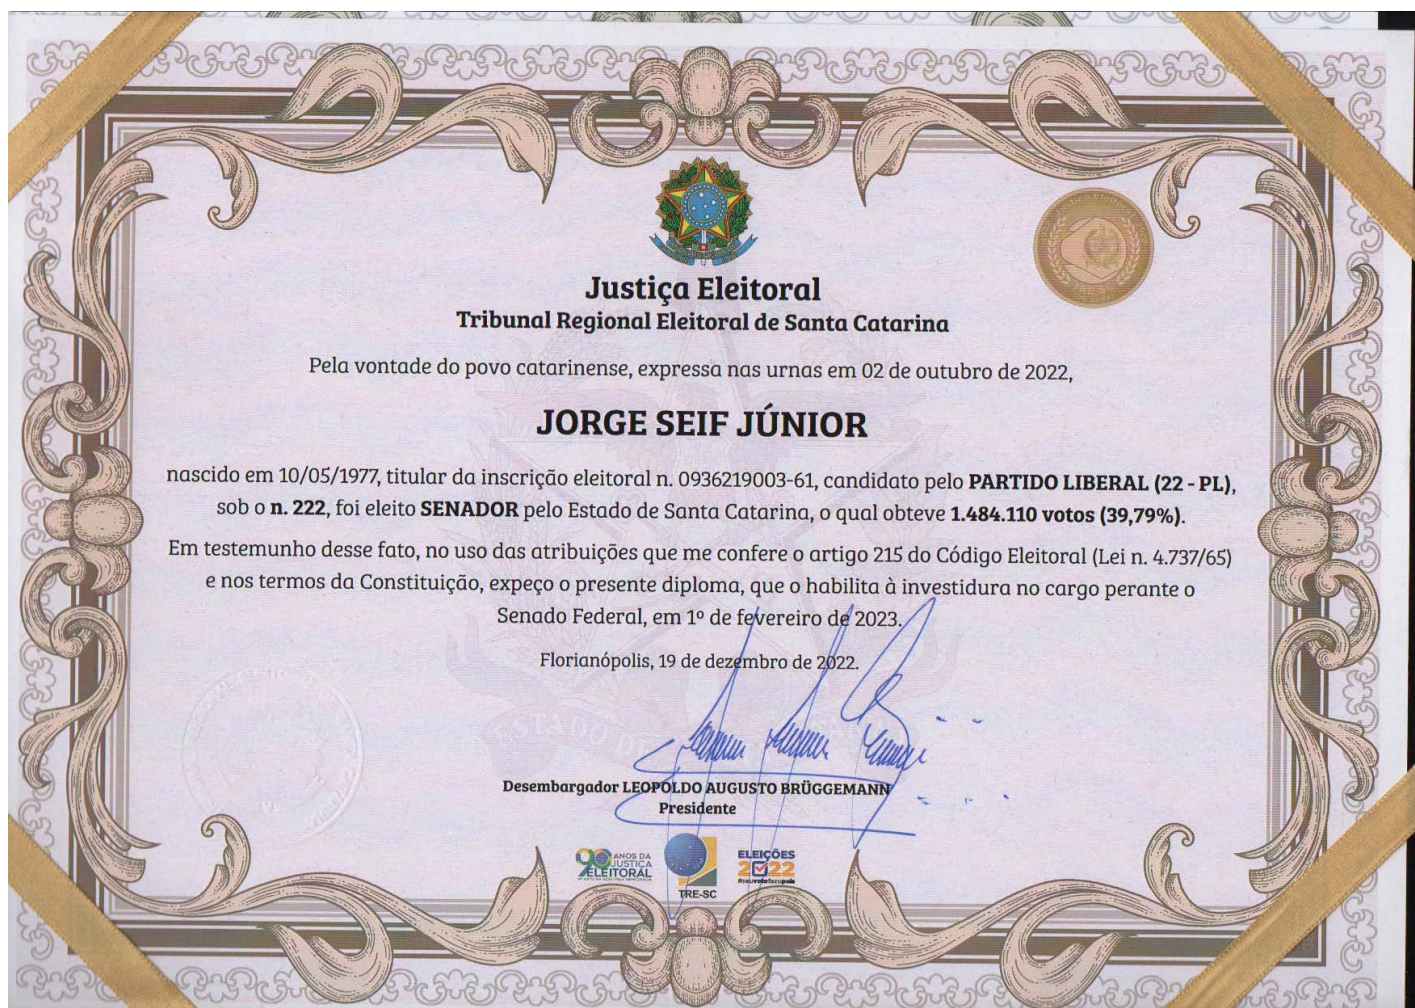 Justiça Eleitoral
Tribunal Regional Eleitoral de Santa Catarina
Pela vontade do povo catarinense, expressa nas urnas em 02 de outubro de 2022,
JORGE SEIF JÚNIOR
nascido em 10/05/1977, titular da inscrição eleitoral n. 0936219003-61, candidato pelo PARTIDO LIBERAL (22 - PL),
sob o n. 222, foi eleito SENADOR pelo Estado de Santa Catarina, o qual obteve 1.484.110 votos (39,79%).
Em testemunho desse fato, no uso das atribuições que me confere o artigo 215 do Código Eleitoral (Lei n. 4.737/65)
e nos termos da Constituição, expeço o presente diploma, que o habilita à investidura no cargo perante o
Senado Federal, em 1º de fevereiro de 2023.
Florianópolis, 19 de dezembro de 2022.
ESTADO DE
Desembargador LEOPOLDO AUGUSTO BRÜGGEMANN
Presidente
90 ANOS DA
JUSTIÇA
ELEITORAL
TRE-SC
ELEIÇÕES
2022
#seuvotofazopaís